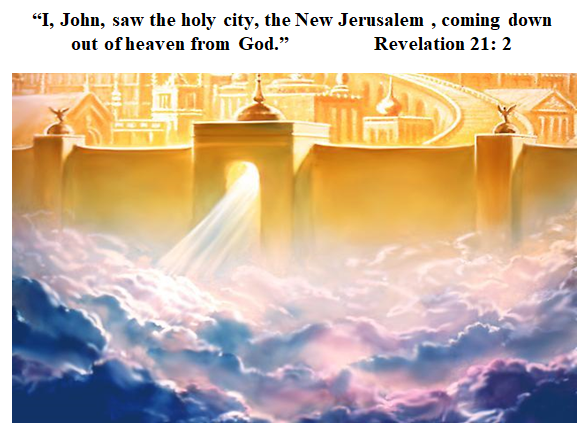 “I, John, saw the holy city, the New Jerusalem , coming down
out of heaven from God.” Revelation 21: 2